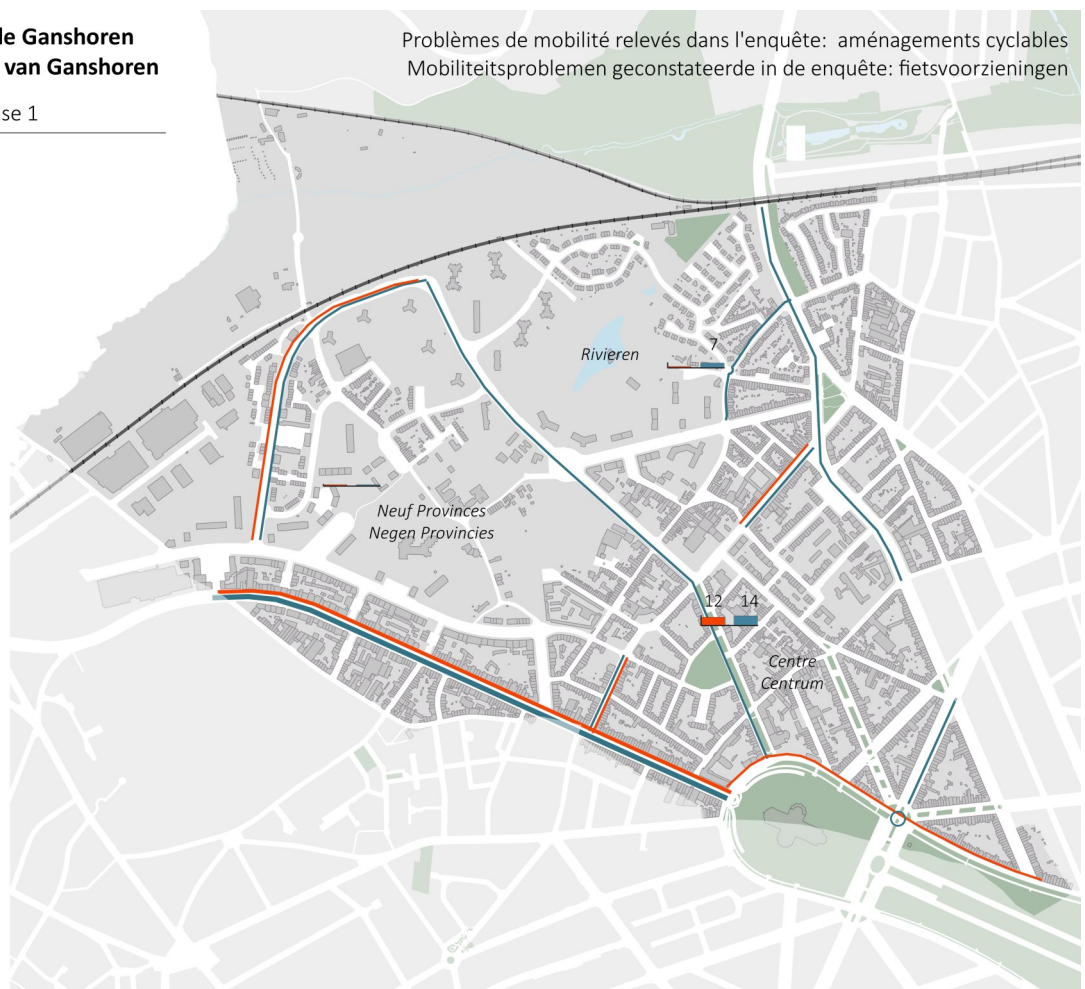 de Ganshoren
van Ganshoren
se 1
Problèmes de mobilité relevés dans l'enquête: aménagements cyclables
Mobiliteitsproblemen geconstateerde in de enquête: fietsvoorzieningen
Rivieren
7
Neuf Provinces
Negen Provincies
12 14
Centre
Centrum